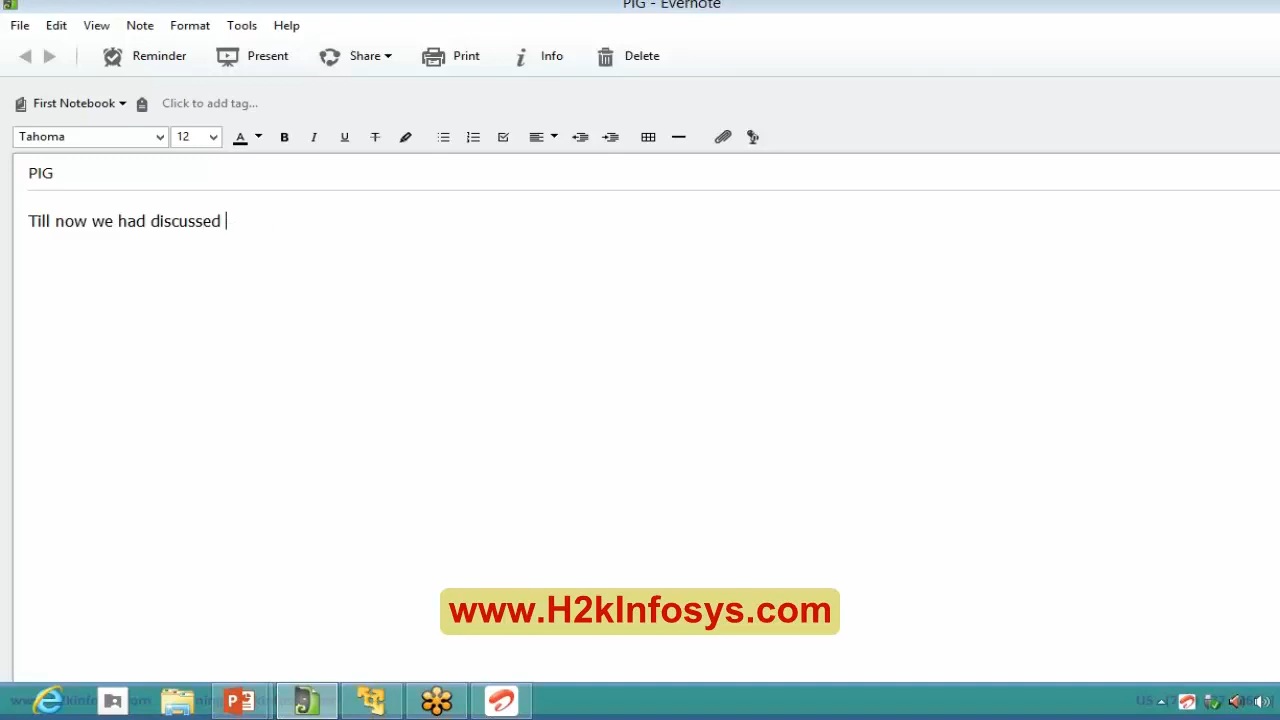 PIG - Evernote
File Edit View Note Format Tools Help
Reminder Present Share Print Info Delete
First Notebook Click to add tag...
Tahoma 12 A B I U T
PIG
Till now we had discussed
www.H2kInfosys.com